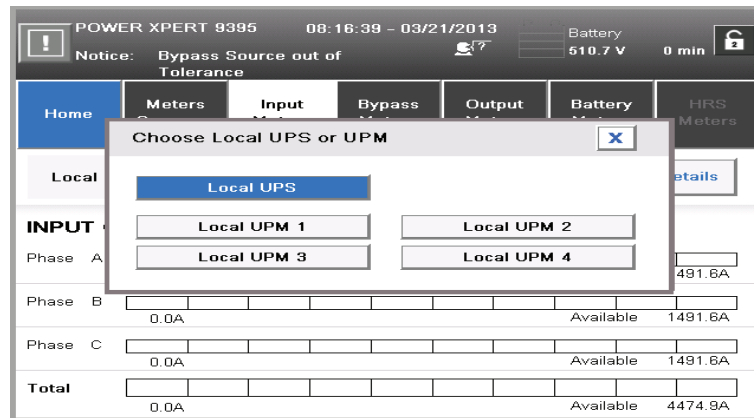 POWER XPERT 9395 08:16:39 - 03/21/2013
Notice: Bypass Source out of Tolerance
Battery
510.7 V 0 min
2
Home
Meters
Input
Bypass
Output
Battery
HRS Meters
Choose Local UPS or UPM
X
Local
Local UPS
etails
Local UPM 1
Local UPM 2
Local UPM 3
Local UPM 4
INPUT
Phase A
491.6A
Phase B
0.0A Available 1491.6A
Phase C
0.0A Available 1491.6A
Total
0.0A Available 4474.9A